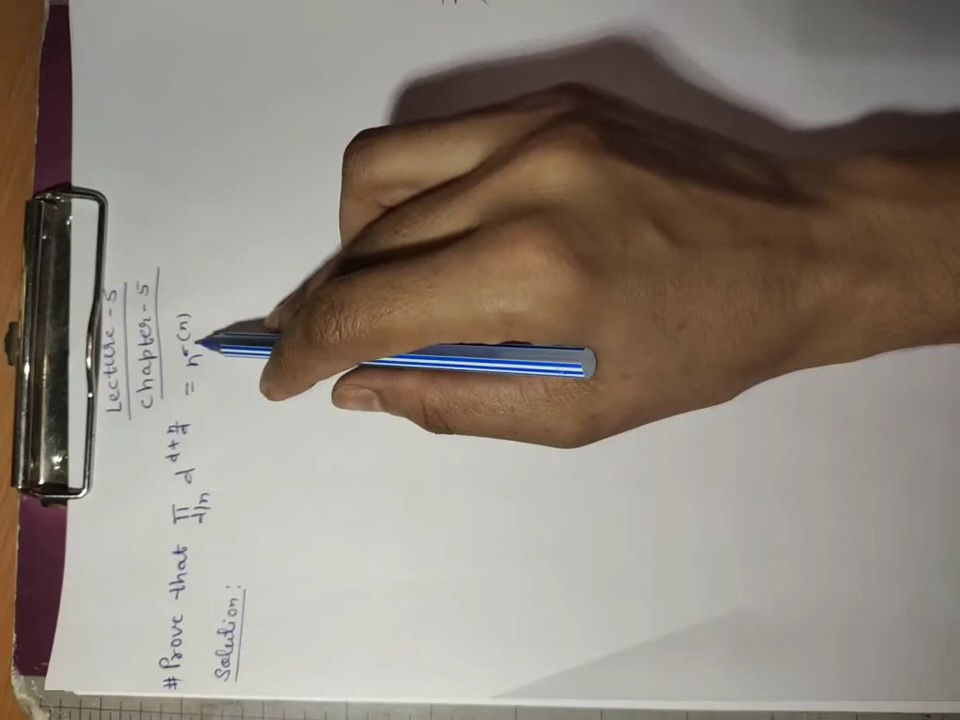 Lecture-5
Chapter-5
# Prove that Π d|n d^{d+n/d} = n^{σ(n)}
Solution: